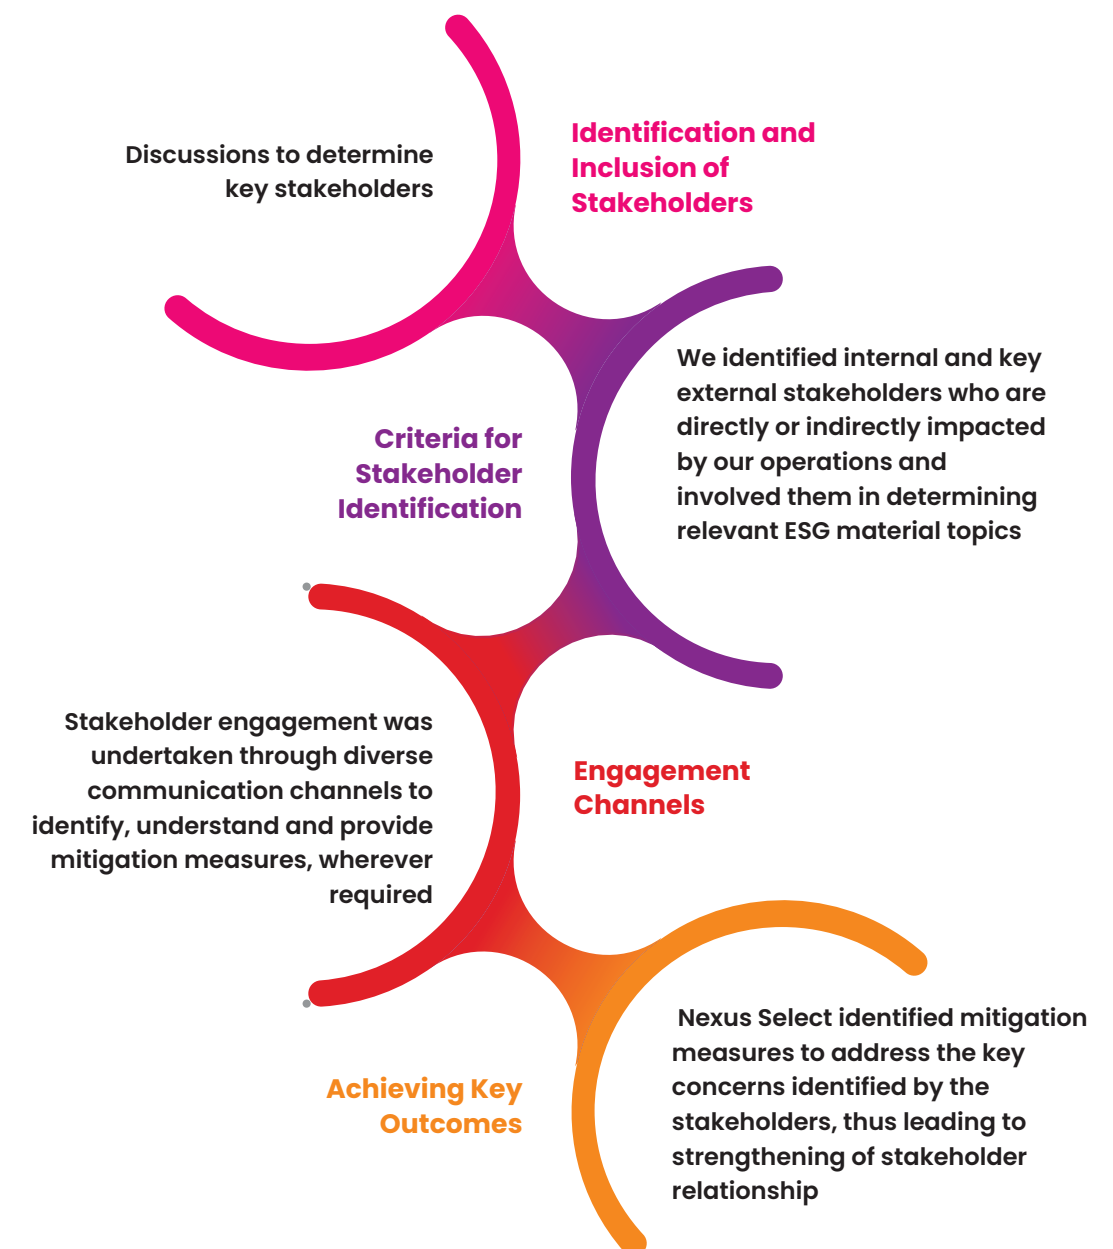 Discussions to determine
key stakeholders
Identification and
Inclusion of
Stakeholders
Criteria for
Stakeholder
Identification
We identified internal and key
external stakeholders who are
directly or indirectly impacted
by our operations and
involved them in determining
relevant ESG material topics
Stakeholder engagement was
undertaken through diverse
communication channels to
identify, understand and provide
mitigation measures, wherever
required
Engagement
Channels
Achieving Key
Outcomes
Nexus Select identified mitigation
measures to address the key
concerns identified by the
stakeholders, thus leading to
strengthening of stakeholder
relationship